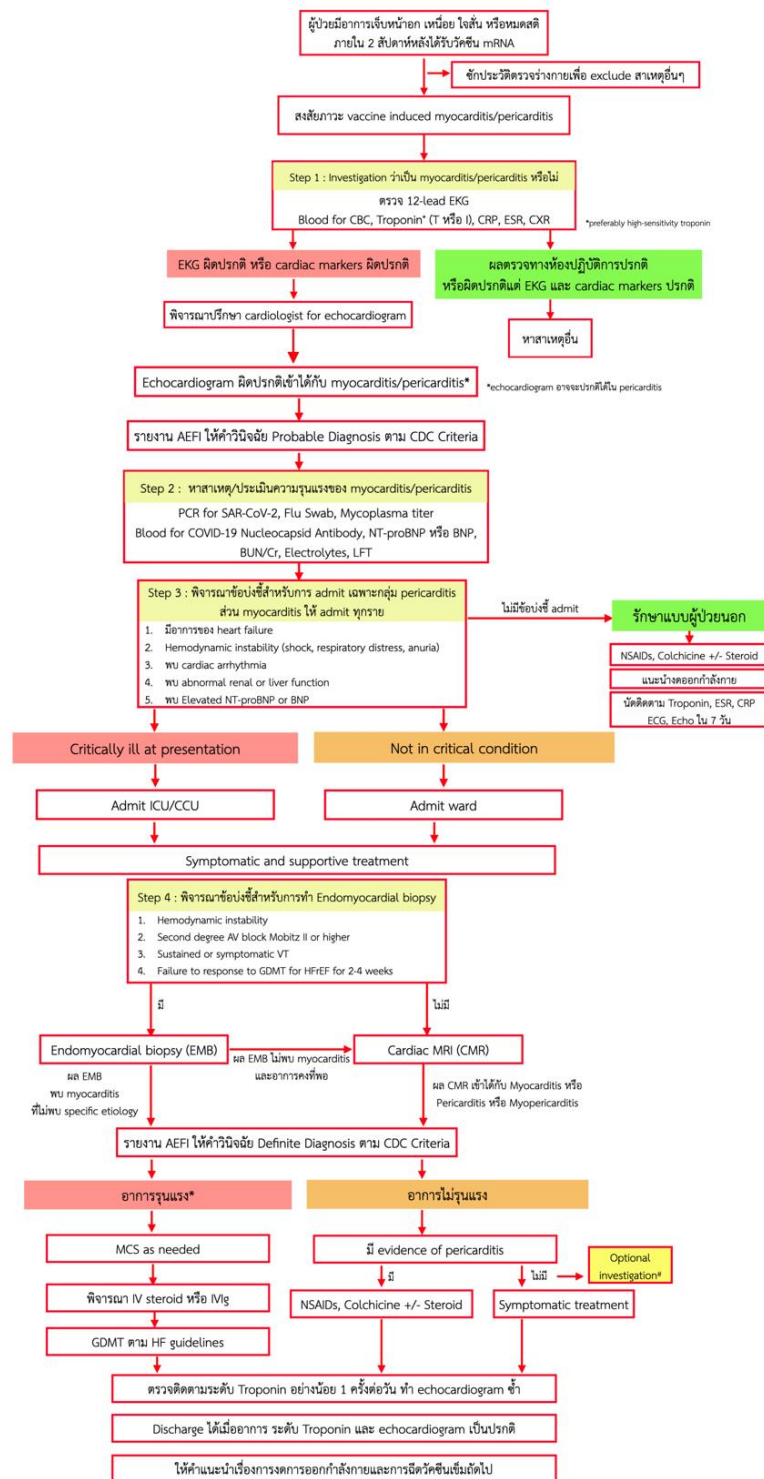 ผู้ป่วยมีอาการเจ็บหน้าอก เหนื่อย ใจสั่น หรือหมดสติ
ภายใน 2 สัปดาห์หลังได้รับวัคซีน mRNA
ซักประวัติตรวจร่างกายเพื่อ exclude สาเหตุอื่นๆ
สงสัยภาวะ vaccine induced myocarditis/pericarditis
Step 1 : Investigation ว่าเป็น myocarditis/pericarditis หรือไม่
ตรวจ 12-lead EKG
Blood for CBC, Troponin* (T หรือ I), CRP, ESR, CXR
*preferably high-sensitivity troponin
EKG ผิดปกติ หรือ cardiac markers ผิดปกติ
ผลตรวจทางห้องปฏิบัติการปรกติ
หรือผิดปกติแต่ EKG และ cardiac markers ปรกติ
พิจารณาปรึกษา cardiologist for echocardiogram
หาสาเหตุอื่น
Echocardiogram ผิดปกติเข้าได้กับ myocarditis/pericarditis*
*echocardiogram อาจจะปรกติได้ใน pericarditis
รายงาน AEFI ให้คำวินิจฉัย Probable Diagnosis ตาม CDC Criteria
Step 2 : หาสาเหตุ/ประเมินความรุนแรงของ myocarditis/pericarditis
PCR for SAR-CoV-2, Flu Swab, Mycoplasma titer
Blood for COVID-19 Nucleocapsid Antibody, NT-proBNP หรือ BNP,
BUN/Cr, Electrolytes, LFT
Step 3 : พิจารณาข้อบ่งชี้สำหรับการ admit เฉพาะกลุ่ม pericarditis
ส่วน myocarditis ให้ admit ทุกราย
1. มีอาการของ heart failure
2. Hemodynamic instability (shock, respiratory distress, anuria)
3. พบ cardiac arrhythmia
4. พบ abnormal renal or liver function
5. พบ Elevated NT-proBNP or BNP
ไม่มีข้อบ่งชี้ admit
รักษาแบบผู้ป่วยนอก
NSAIDs, Colchicine +/- Steroid
แนะนำงดออกกำลังกาย
นัดติดตาม Troponin, ESR, CRP
ECG, Echo ใน 7 วัน
Critically ill at presentation
Not in critical condition
Admit ICU/CCU
Admit ward
Symptomatic and supportive treatment
Step 4 : พิจารณาข้อบ่งชี้สำหรับการทำ Endomyocardial biopsy
1. Hemodynamic instability
2. Second degree AV block Mobitz II or higher
3. Sustained or symptomatic VT
4. Failure to response to GDMT for HFrEF for 2-4 weeks
มี
ไม่มี
Endomyocardial biopsy (EMB)
ผล EMB ไม่พบ myocarditis
และอาการคงที่พอ
Cardiac MRI (CMR)
ผล EMB
พบ myocarditis
ที่ไม่พบ specific etiology
ผล CMR เข้าได้กับ Myocarditis หรือ
Pericarditis หรือ Myopericarditis
รายงาน AEFI ให้คำวินิจฉัย Definite Diagnosis ตาม CDC Criteria
อาการรุนแรง*
อาการไม่รุนแรง
MCS as needed
มี evidence of pericarditis
Optional
investigation#
มี
ไม่มี
พิจารณา IV steroid หรือ IVIg
NSAIDs, Colchicine +/- Steroid
Symptomatic treatment
GDMT ตาม HF guidelines
ตรวจติดตามระดับ Troponin อย่างน้อย 1 ครั้งต่อวัน ทำ echocardiogram ซ้ำ
Discharge ได้เมื่ออาการ ระดับ Troponin และ echocardiogram เป็นปรกติ
ให้คำแนะนำเรื่องการงดการออกกำลังกายและการฉีดวัคซีนเข็มถัดไป